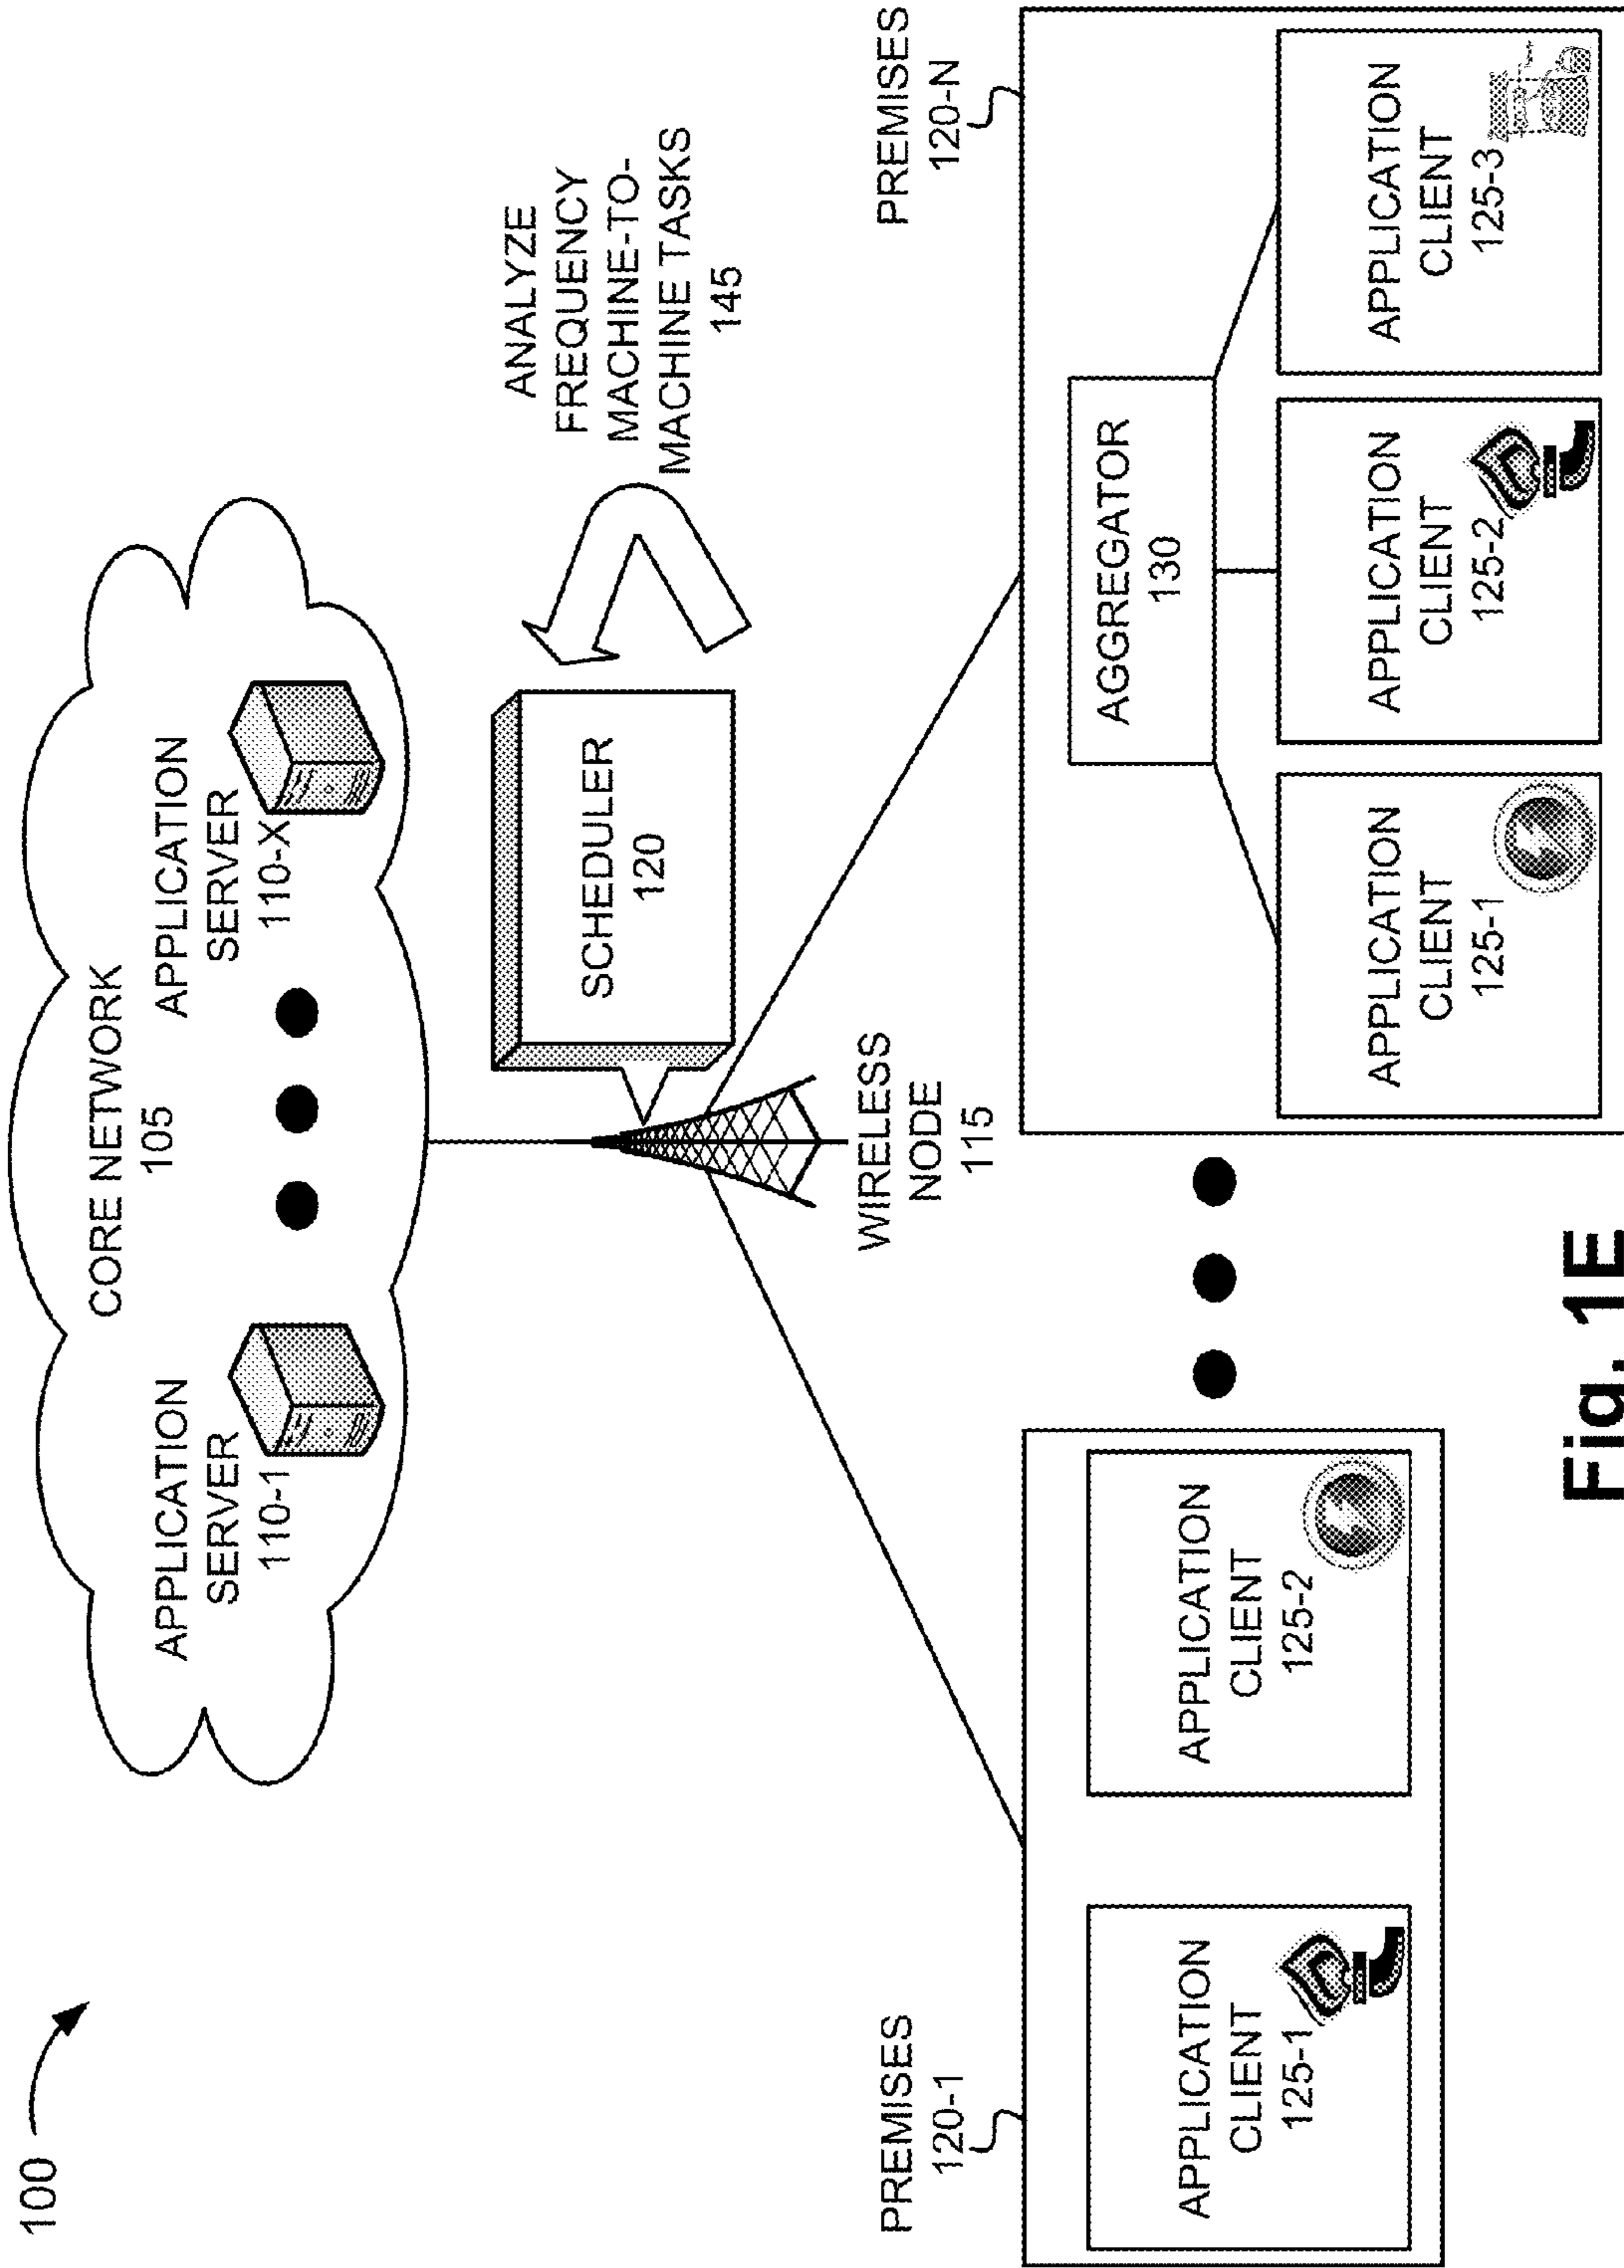 100
CORE NETWORK
105
APPLICATION
SERVER
110-1
APPLICATION
SERVER
110-X
SCHEDULER
120
ANALYZE
FREQUENCY
MACHINE-TO-
MACHINE TASKS
145
WIRELESS
NODE
115
PREMISES
120-1
APPLICATION
CLIENT
125-1
APPLICATION
CLIENT
125-2
PREMISES
120-N
AGGREGATOR
130
APPLICATION
CLIENT
125-1
APPLICATION
CLIENT
125-2
APPLICATION
CLIENT
125-3
Fig. 1E